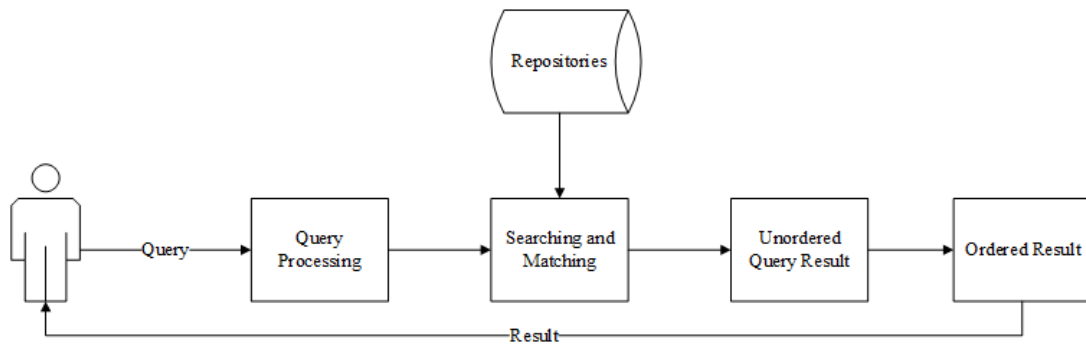 Repositories
Query
Query
Processing
Searching and
Matching
Unordered
Query Result
Ordered Result
Result